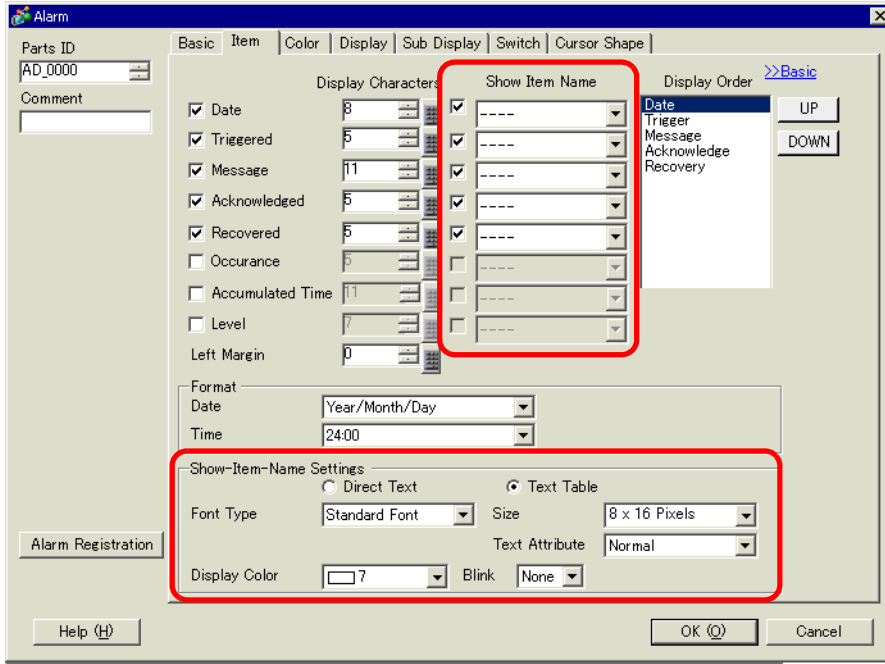 Alarm
Parts ID
AD_0000
Comment
Basic Item Color Display Sub Display Switch Cursor Shape
>>Basic
Display Characters Show Item Name Display Order
Date 8 ----
Triggered 5 ----
Message 11 ----
Acknowledged 5 ----
Recovered 5 ----
Occurance 5 ----
Accumulated Time 11 ----
Level 7 ----
Left Margin 0
Date
Trigger
Message
Acknowledge
Recovery
UP
DOWN
Format
Date Year/Month/Day
Time 24:00
Show-Item-Name Settings
Direct Text Text Table
Font Type Standard Font Size 8 x 16 Pixels
Text Attribute Normal
Display Color 7 Blink None
Alarm Registration
Help (H) OK (O) Cancel